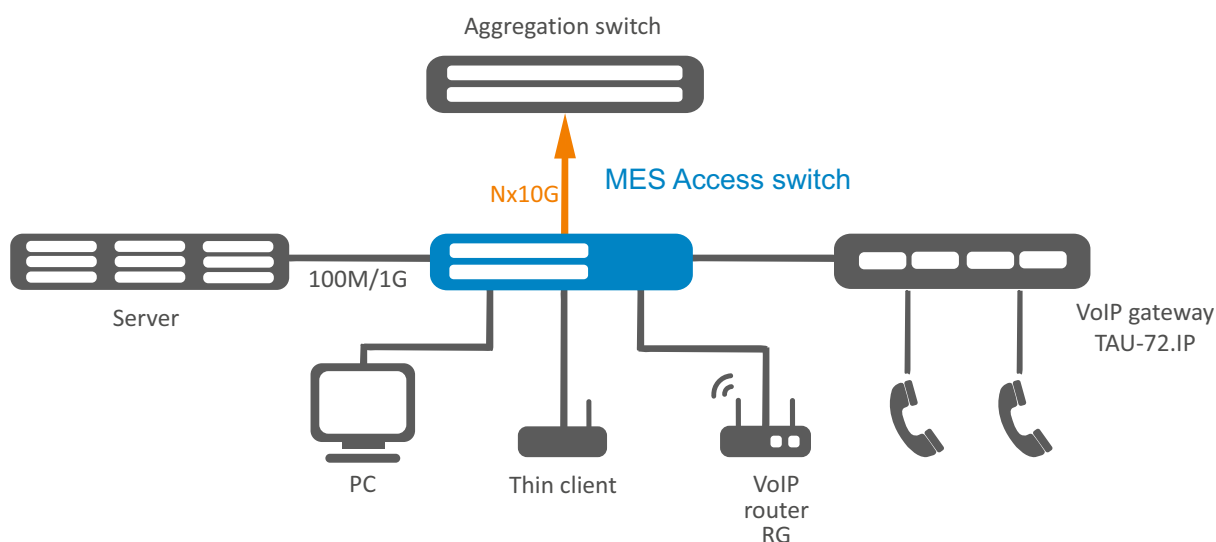 Aggregation switch
MES Access switch
Nx10G
100M/1G
Server
VoIP gateway
TAU-72.IP
PC
Thin client
VoIP
router
RG